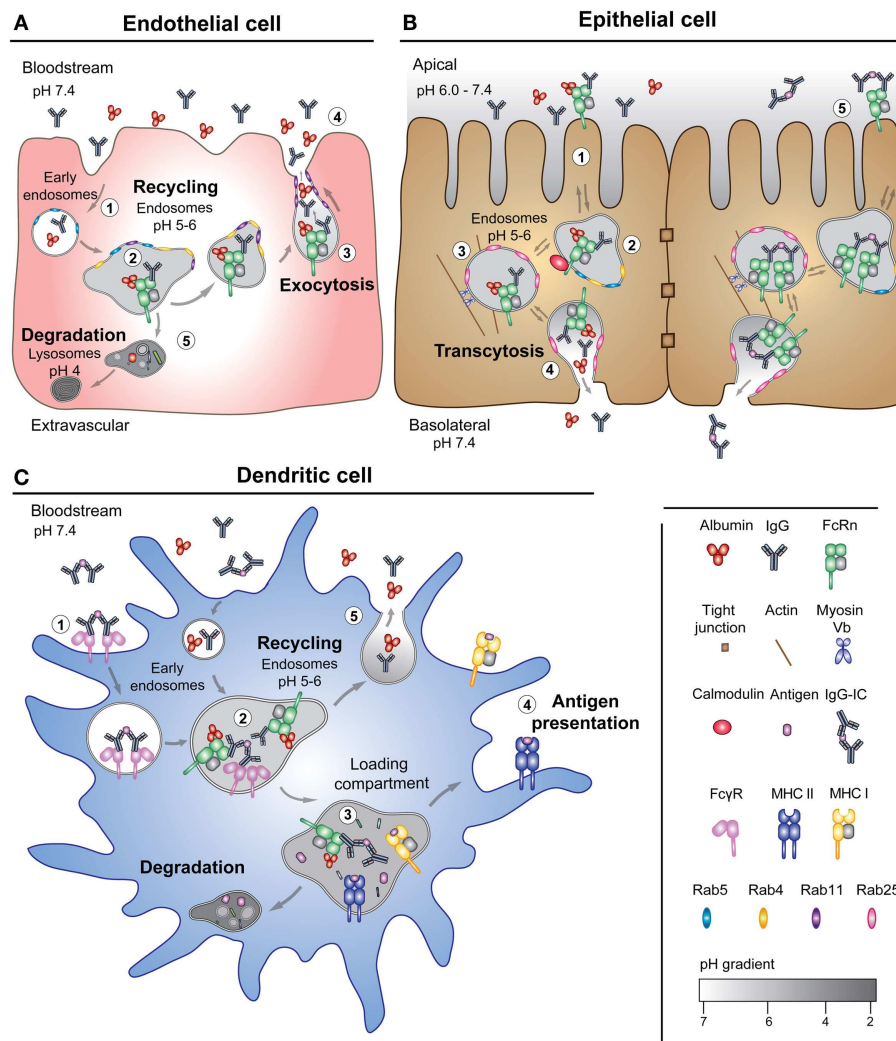 A
Endothelial cell
Bloodstream
pH 7.4
4
Early
endosomes
1
Recycling
Endosomes
pH 5-6
2
3
Exocytosis
Degradation
Lysosomes
pH 4
5
Extravascular
B
Epithelial cell
Apical
pH 6.0 - 7.4
5
1
Endosomes
pH 5-6
3
2
Transcytosis
4
Basolateral
pH 7.4
C
Dendritic cell
Bloodstream
pH 7.4
1
5
Early
endosomes
Recycling
Endosomes
pH 5-6
2
4
Antigen
presentation
Loading
compartment
3
Degradation
Albumin
IgG
FcRn
Tight
junction
Actin
Myosin
Vb
Calmodulin
Antigen
IgG-IC
FcγR
MHC II
MHC I
Rab5
Rab4
Rab11
Rab25
pH gradient
7
6
4
2